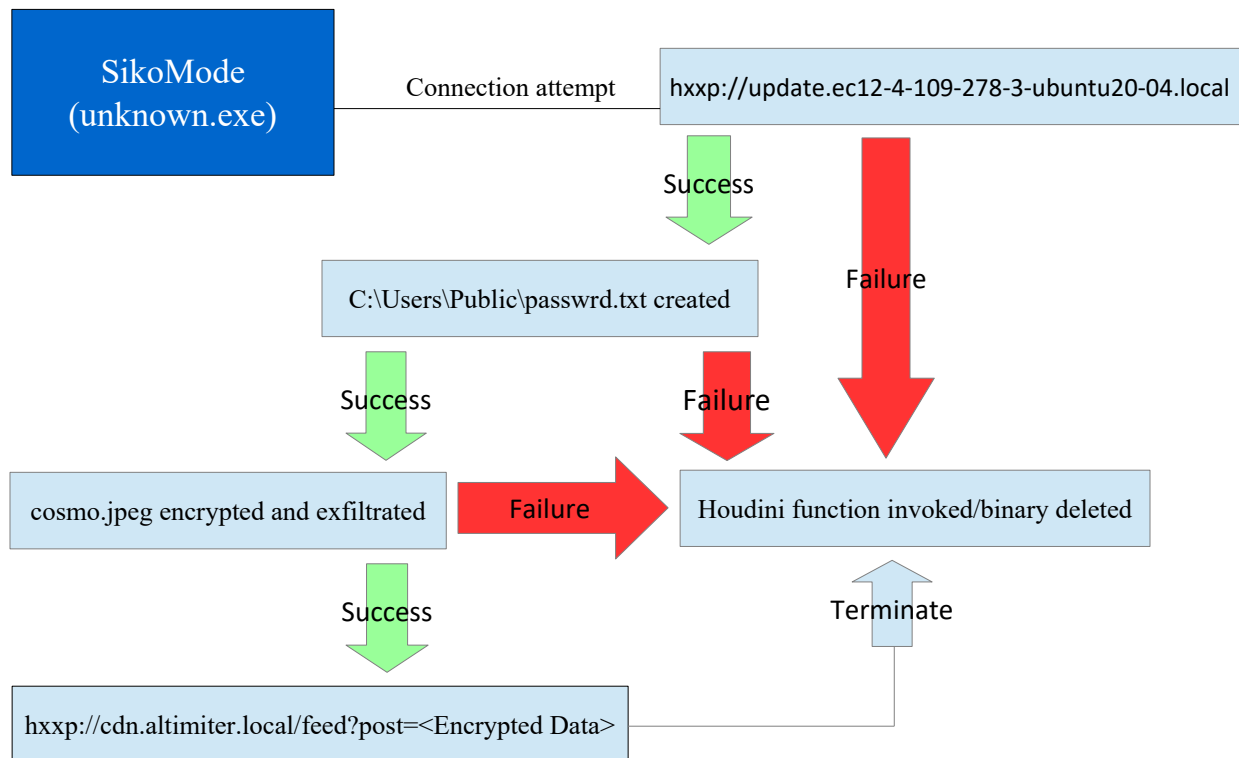 SikoMode
(unknown.exe)
Connection attempt
hxxp://update.ec12-4-109-278-3-ubuntu20-04.local
Success
Failure
C:\Users\Public\passwrd.txt created
Success
Failure
cosmo.jpeg encrypted and exfiltrated
Failure
Houdini function invoked/binary deleted
Success
Terminate
hxxp://cdn.altimiter.local/feed?post=<Encrypted Data>